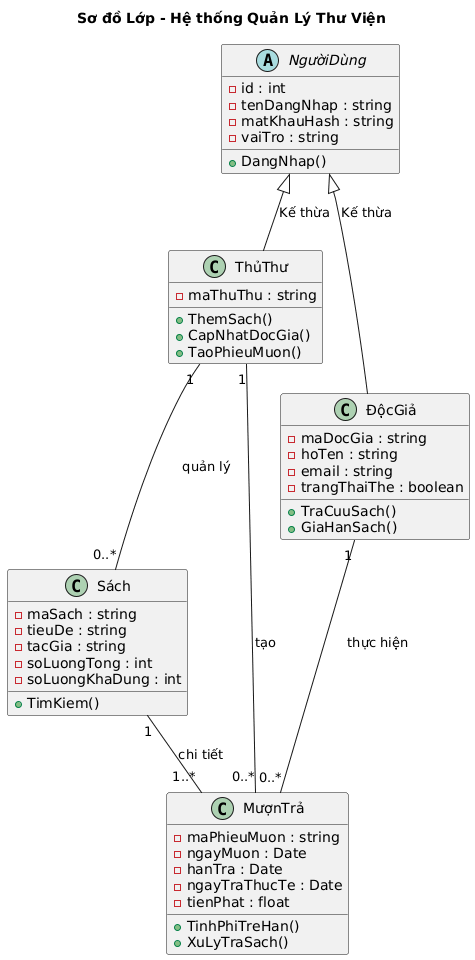 Sơ đồ Lớp - Hệ thống Quản Lý Thư Viện
A NgườiDùng
id : int
tenDangNhap : string
matKhauHash : string
vaiTro : string
DangNhap()
Kế thừa
Kế thừa
C ThủThư
maThuThu : string
ThemSach()
CapNhatDocGia()
TaoPhieuMuon()
1
1
C ĐộcGiả
maDocGia : string
hoTen : string
email : string
trangThaiThe : boolean
TraCuuSach()
GiaHanSach()
quản lý
0..*
1
C Sách
maSach : string
tieuDe : string
tacGia : string
soLuongTong : int
soLuongKhaDung : int
TimKiem()
tạo
thực hiện
1
chi tiết
1..*
0..*
0..*
C MượnTrả
maPhieuMuon : string
ngayMuon : Date
hanTra : Date
ngayTraThucTe : Date
tienPhat : float
TinhPhiTreHan()
XuLyTraSach()